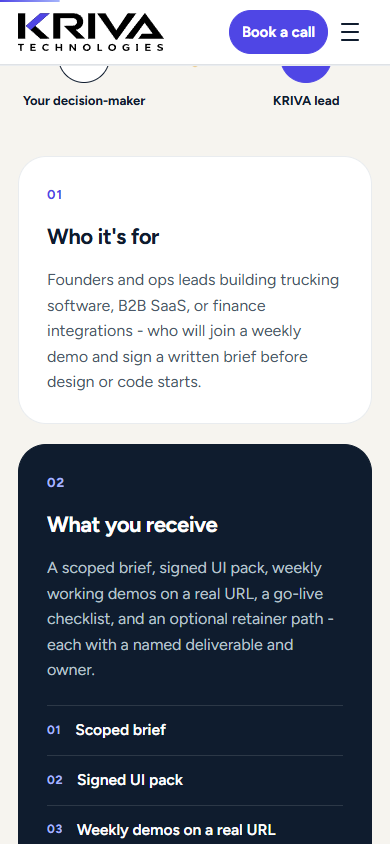 KRIVA
TECHNOLOGIES
Book a call
Your decision-maker
KRIVA lead
01
Who it's for
Founders and ops leads building trucking
software, B2B SaaS, or finance
integrations - who will join a weekly
demo and sign a written brief before
design or code starts.
02
What you receive
A scoped brief, signed UI pack, weekly
working demos on a real URL, a go-live
checklist, and an optional retainer path -
each with a named deliverable and
owner.
01 Scoped brief
02 Signed UI pack
03 Weekly demos on a real URL